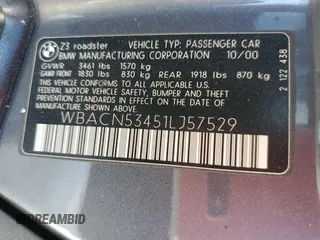 Z3 roadster VEHICLE TYP: PASSENGER CAR
BMW MANUFACTURING CORPORATION 10/00
GVWR 3461 lbs 1570 kg
GAWR FRONT 1830 lbs 830 kg REAR 1918 lbs 870 kg
THIS VEHICLE CONFORMS TO ALL APPLICABLE
FEDERAL MOTOR VEHICLE
SAFETY, BUMPER AND THEFT
PREVENTION STANDARDS IN EFFECT
ON THE DATE OF MANUFACTURE
SHOWN ABOVE.
WBACN53451LJ57529
2 122 438
DREAMBID